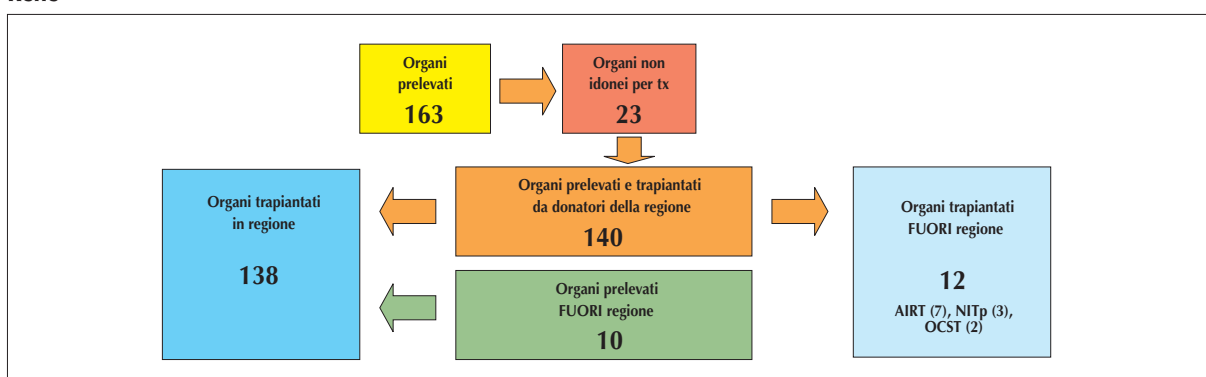 Organi
prelevati
163
Organi non
idonei per tx
23
Organi prelevati e trapiantati
da donatori della regione
140
Organi trapiantati
in regione
138
Organi trapiantati
FUORI regione
12
AIRT (7), NITp (3),
OCST (2)
Organi prelevati
FUORI regione
10